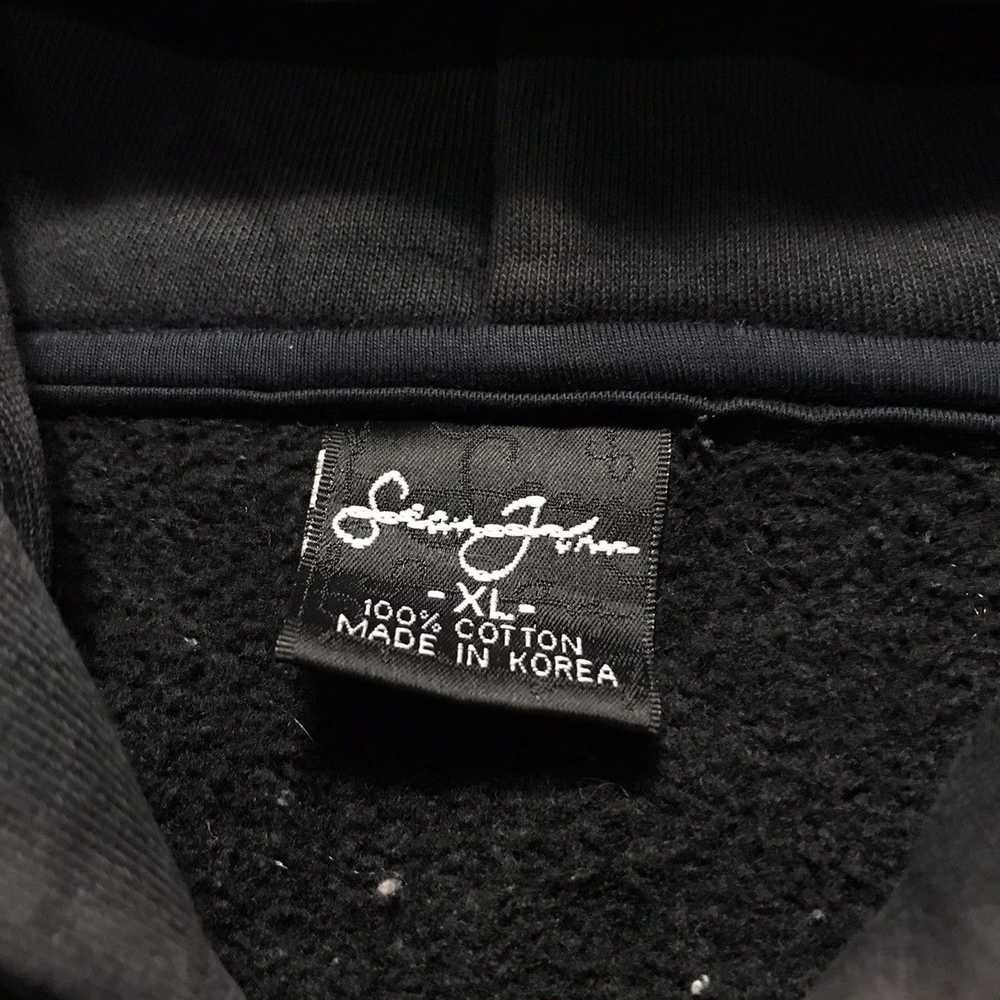 Sean John
- XL -
100% COTTON
MADE IN KOREA